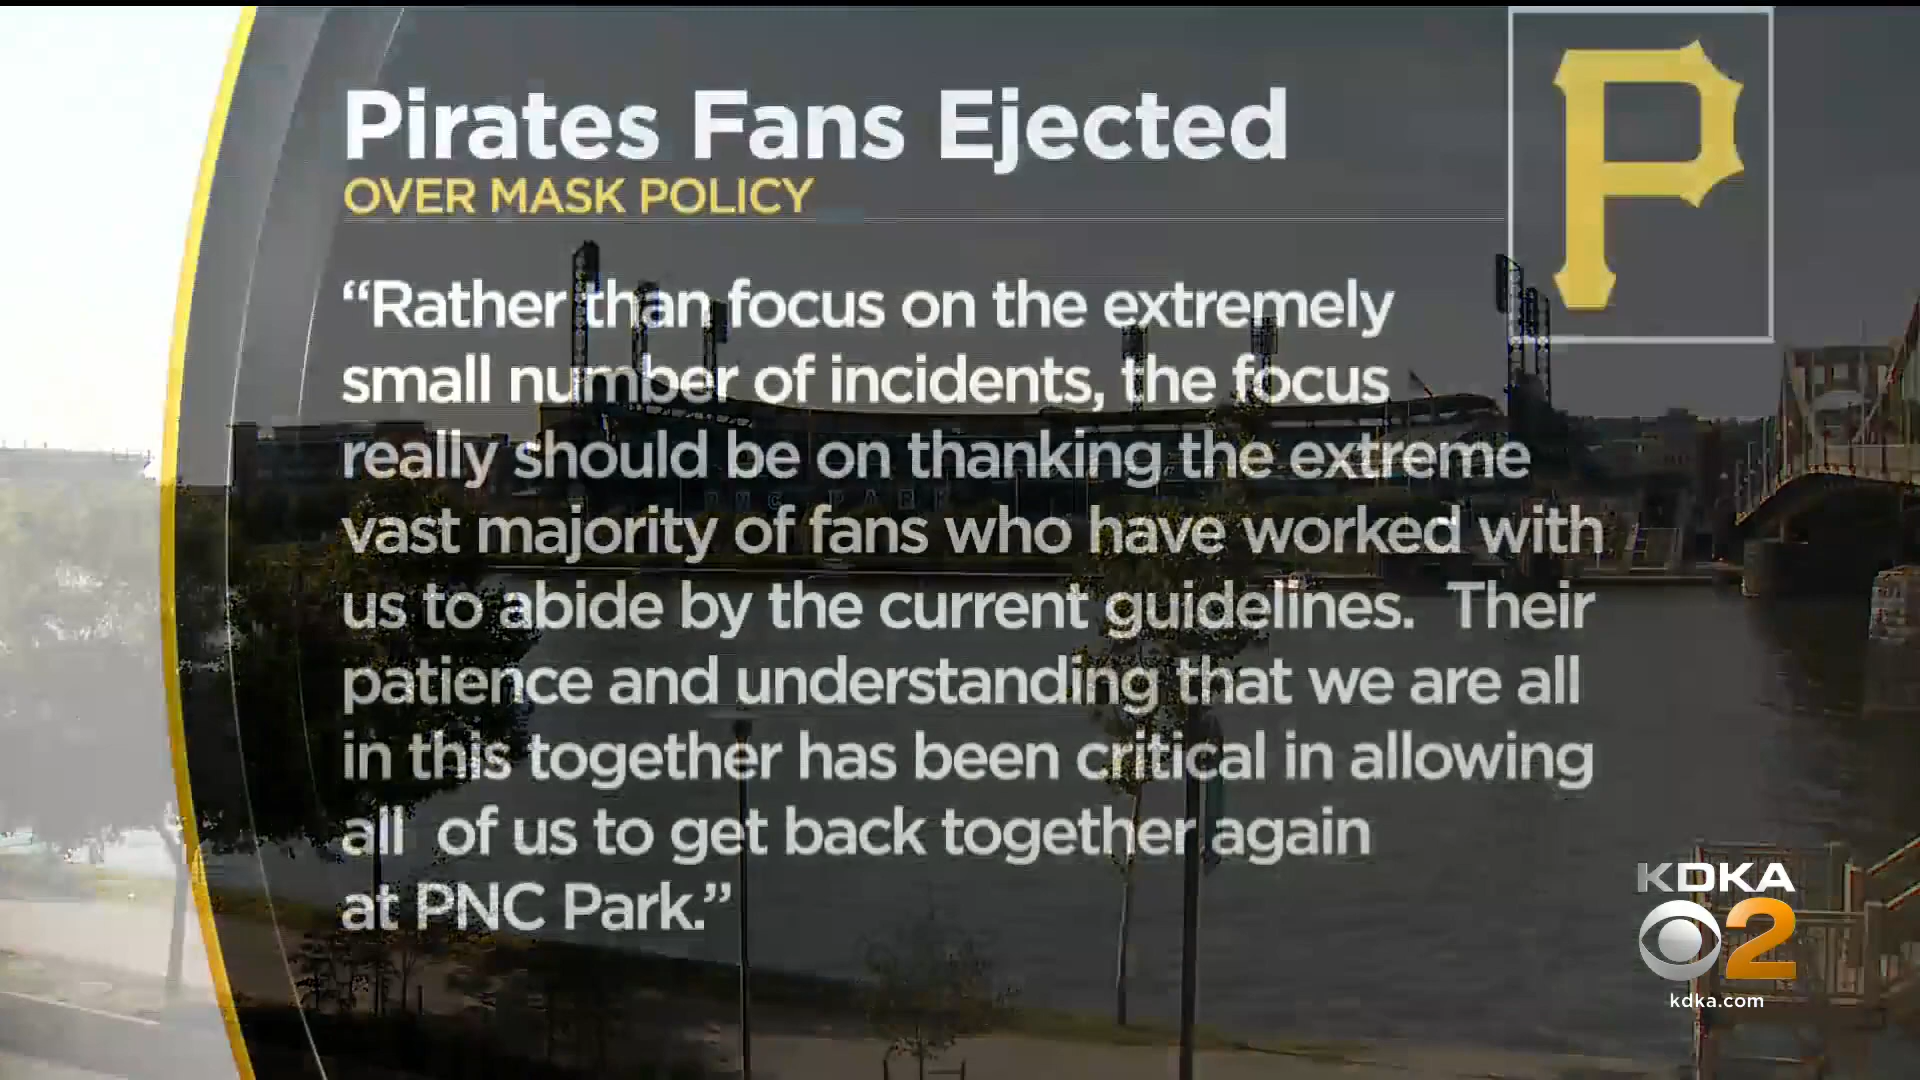 Pirates Fans Ejected
OVER MASK POLICY
P
“Rather than focus on the extremely
small number of incidents, the focus
really should be on thanking the extreme
vast majority of fans who have worked with
us to abide by the current guidelines.  Their
patience and understanding that we are all
in this together has been critical in allowing
all  of us to get back together again
at PNC Park.”
PNC PARK
KDKA
2
kdka.com